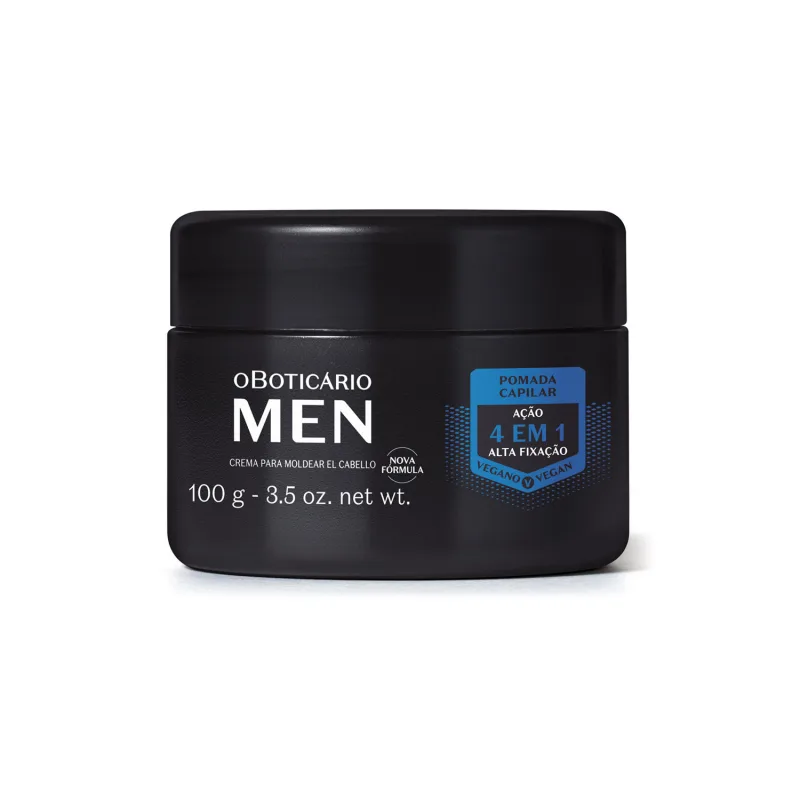 oBoticário
MEN
CREMA PARA MOLDEAR EL CABELLO
NOVA
FÓRMULA
100 g - 3.5 oz. net wt.
POMADA
CAPILAR
AÇÃO
4 EM 1
ALTA FIXAÇÃO
VEGANO V VEGAN